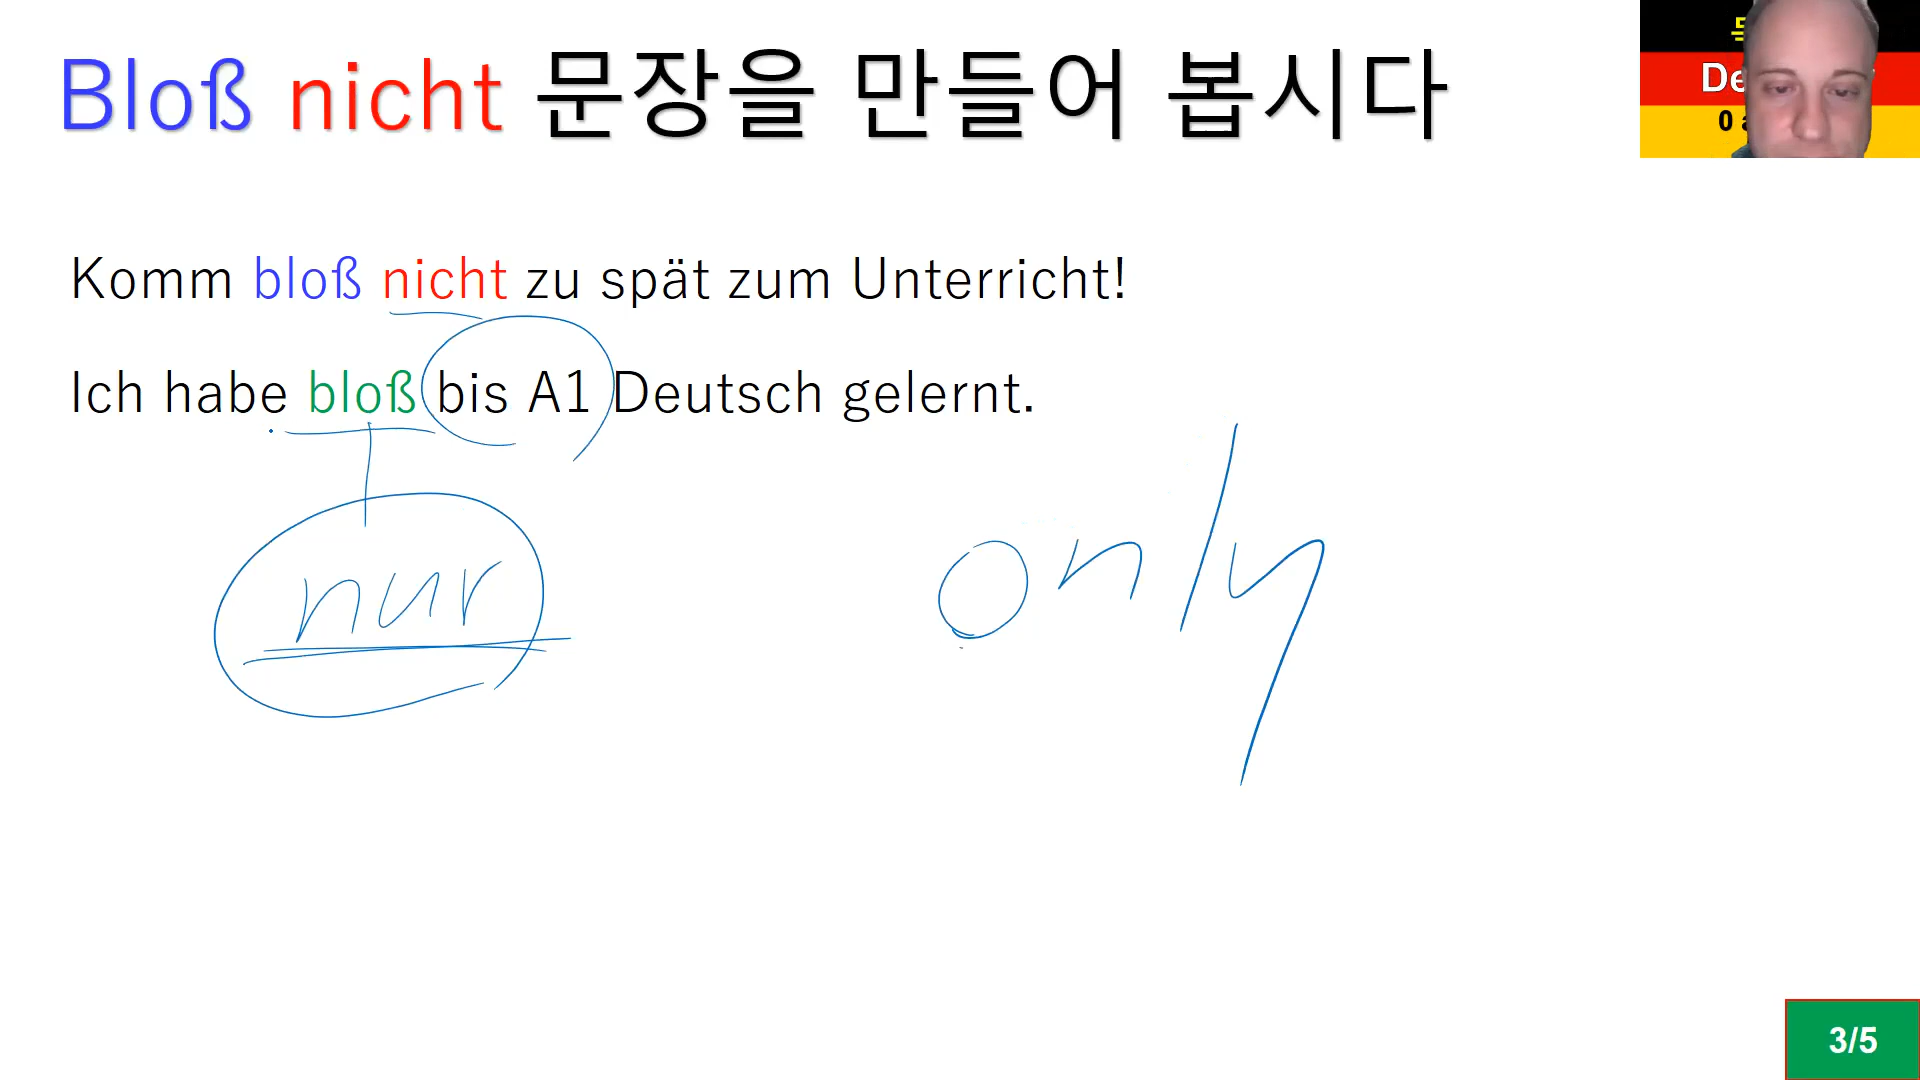 Bloß nicht 문장을 만들어 봅시다
Komm bloß nicht zu spät zum Unterricht!
Ich habe bloß bis A1 Deutsch gelernt.
nur
only
3/5